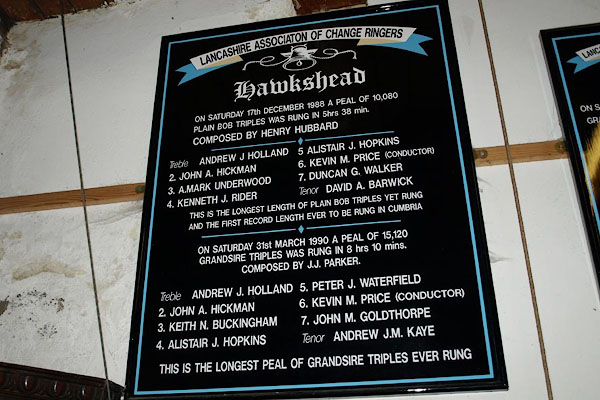 LANCASHIRE ASSOCIATON OF CHANGE RINGERS
Hawkshead
ON SATURDAY 17th DECEMBER 1988 A PEAL OF 10,080
PLAIN BOB TRIPLES WAS RUNG IN 5hrs 38 min.
COMPOSED BY HENRY HUBBARD
Treble ANDREW J HOLLAND 5 ALISTAIR J. HOPKINS
2. JOHN A. HICKMAN 6. KEVIN M. PRICE (CONDUCTOR)
3. A.MARK UNDERWOOD 7. DUNCAN G. WALKER
4. KENNETH J. RIDER Tenor DAVID A. BARWICK
THIS IS THE LONGEST LENGTH OF PLAIN BOB TRIPLES YET RUNG
AND THE FIRST RECORD LENGTH EVER TO BE RUNG IN CUMBRIA
ON SATURDAY 31st MARCH 1990 A PEAL OF 15,120
GRANDSIRE TRIPLES WAS RUNG IN 8 hrs 10 mins.
COMPOSED BY J.J. PARKER.
Treble ANDREW J. HOLLAND 5. PETER J. WATERFIELD
2. JOHN A. HICKMAN 6. KEVIN M. PRICE (CONDUCTOR)
3. KEITH N. BUCKINGHAM 7. JOHN M. GOLDTHORPE
4. ALISTAIR J. HOPKINS Tenor ANDREW J.M. KAYE
THIS IS THE LONGEST PEAL OF GRANDSIRE TRIPLES EVER RUNG